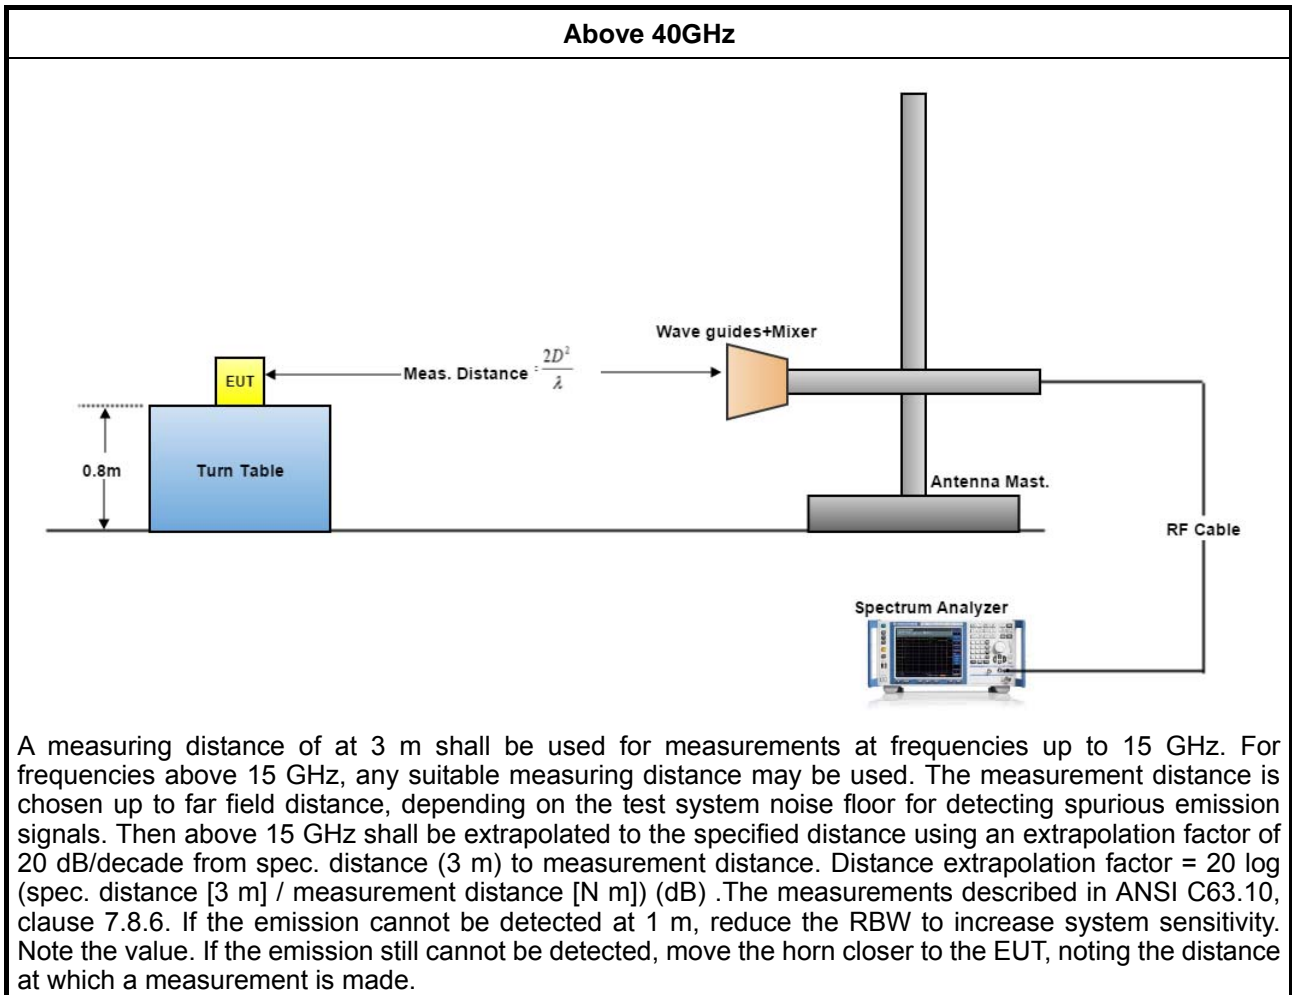 Above 40GHz
Wave guides+Mixer
EUT
Meas. Distance = 2D²/λ
0.8m
Turn Table
Antenna Mast.
RF Cable
Spectrum Analyzer
A measuring distance of at 3 m shall be used for measurements at frequencies up to 15 GHz. For
frequencies above 15 GHz, any suitable measuring distance may be used. The measurement distance is
chosen up to far field distance, depending on the test system noise floor for detecting spurious emission
signals. Then above 15 GHz shall be extrapolated to the specified distance using an extrapolation factor of
20 dB/decade from spec. distance (3 m) to measurement distance. Distance extrapolation factor = 20 log
(spec. distance [3 m] / measurement distance [N m]) (dB) .The measurements described in ANSI C63.10,
clause 7.8.6. If the emission cannot be detected at 1 m, reduce the RBW to increase system sensitivity.
Note the value. If the emission still cannot be detected, move the horn closer to the EUT, noting the distance
at which a measurement is made.